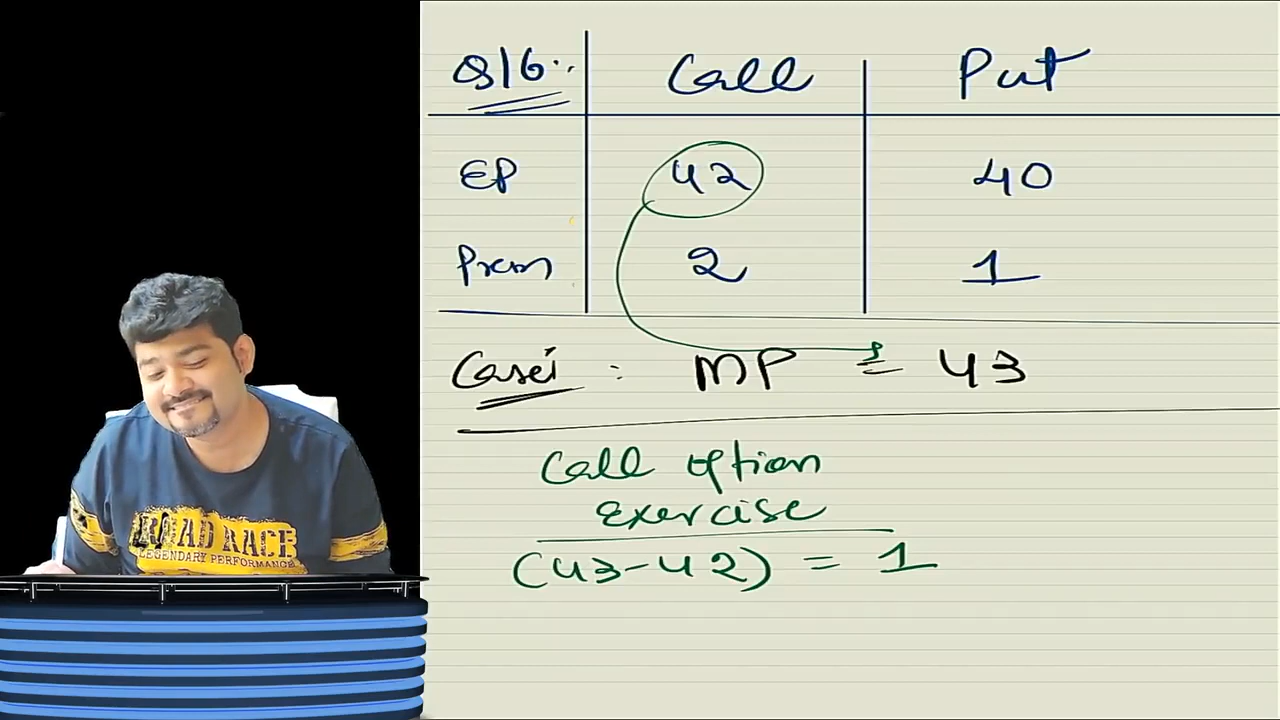 Q16:
Call
Put
EP
42
40
Prem
2
1
Case i : MP = 43
Call option
exercise
(43-42) = 1
ROAD RACE
LEGENDARY PERFORMANCE